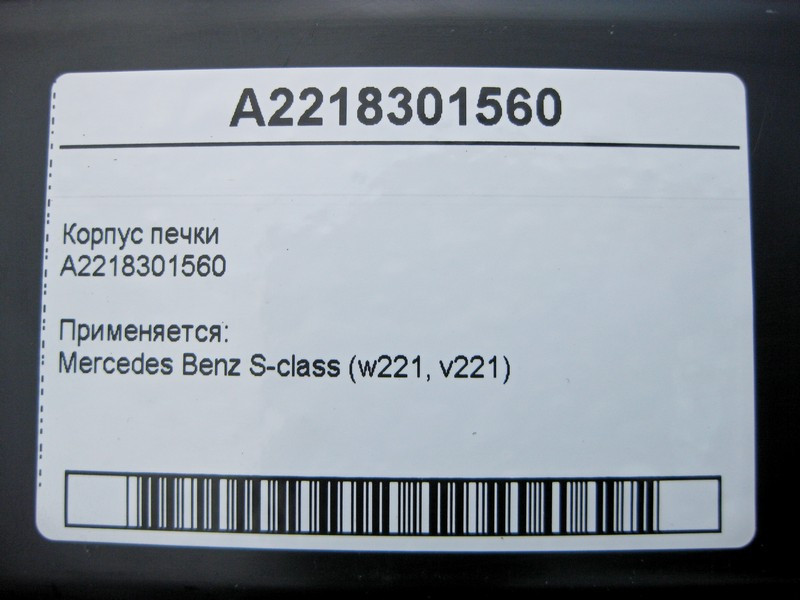 A2218301560
Корпус печки
A2218301560
Применяется:
Mercedes Benz S-class (w221, v221)